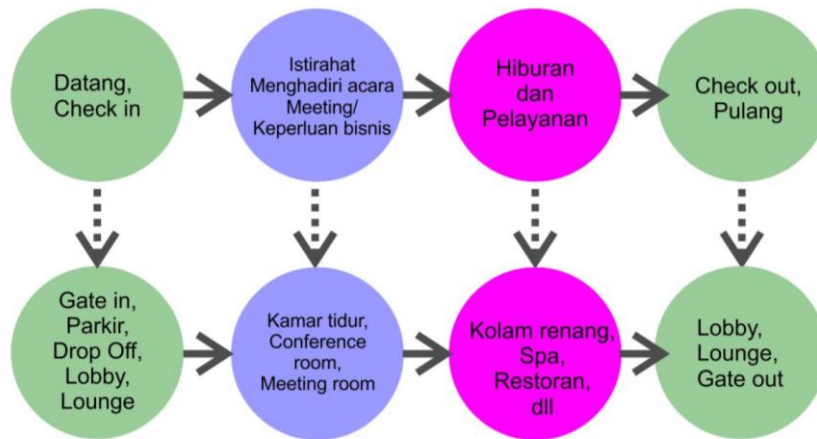 Datang,
Check in
Istirahat
Menghadiri acara
Meeting/
Keperluan bisnis
Hiburan
dan
Pelayanan
Check out,
Pulang
Gate in,
Parkir,
Drop Off,
Lobby,
Lounge
Kamar tidur,
Conference
room,
Meeting room
Kolam renang,
Spa,
Restoran,
dll
Lobby,
Lounge,
Gate out